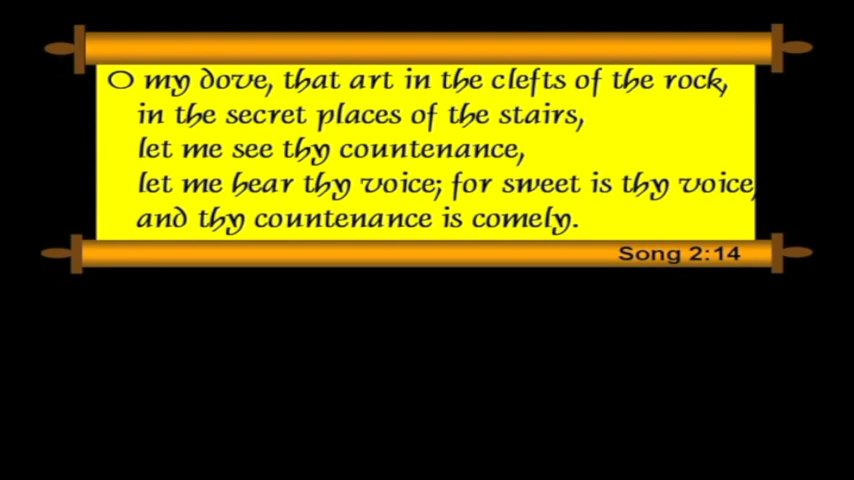 O my dove, that art in the clefts of the rock,
in the secret places of the stairs,
let me see thy countenance,
let me hear thy voice; for sweet is thy voice,
and thy countenance is comely.
Song 2:14